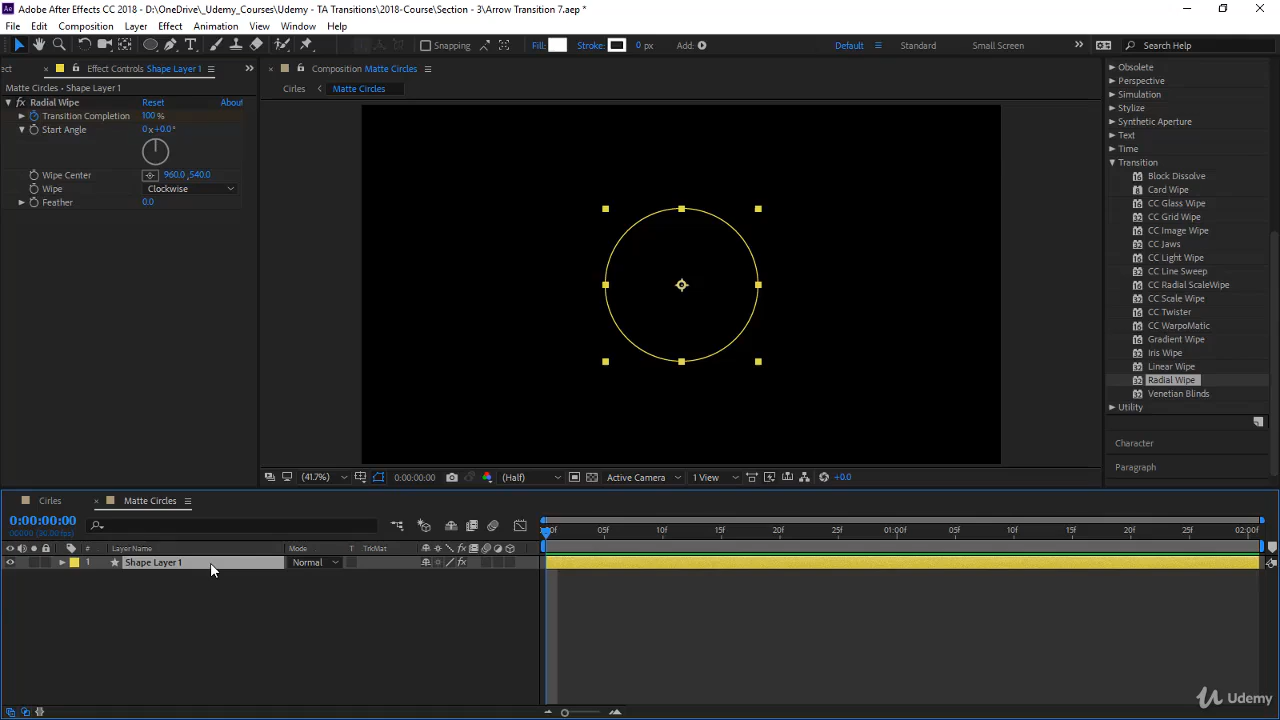 Adobe After Effects CC 2018 - D:\OneDrive\_Udemy_Courses\Udemy - TA Transitions\2018-Course\Section - 3\Arrow Transition 7.aep *
File Edit Composition Layer Effect Animation View Window Help
Snapping Fill: Stroke: 0 px Add: Default Standard Small Screen Search Help
ect Effect Controls Shape Layer 1 Composition Matte Circles
Matte Circles • Shape Layer 1
Cirles Matte Circles
fx Radial Wipe Reset About
Transition Completion 100 %
Start Angle 0x+0.0°
Wipe Center 960.0,540.0
Wipe Clockwise
Feather 0.0
Obsolete
Perspective
Simulation
Stylize
Synthetic Aperture
Text
Time
Transition
Block Dissolve
Card Wipe
CC Glass Wipe
CC Grid Wipe
CC Image Wipe
CC Jaws
CC Light Wipe
CC Line Sweep
CC Radial ScaleWipe
CC Scale Wipe
CC Twister
CC WarpoMatic
Gradient Wipe
Iris Wipe
Linear Wipe
Radial Wipe
Venetian Blinds
Utility
Character
Paragraph
(41.7%) 0:00:00:00 (Half) Active Camera 1 View +0.0
Cirles Matte Circles
0:00:00:00
00000 (30.00 fps)
:00f 05f 10f 15f 20f 25f 01:00f 05f 10f 15f 20f 25f 02:00f
# Layer Name Mode T TrkMat
1 Shape Layer 1 Normal
Udemy